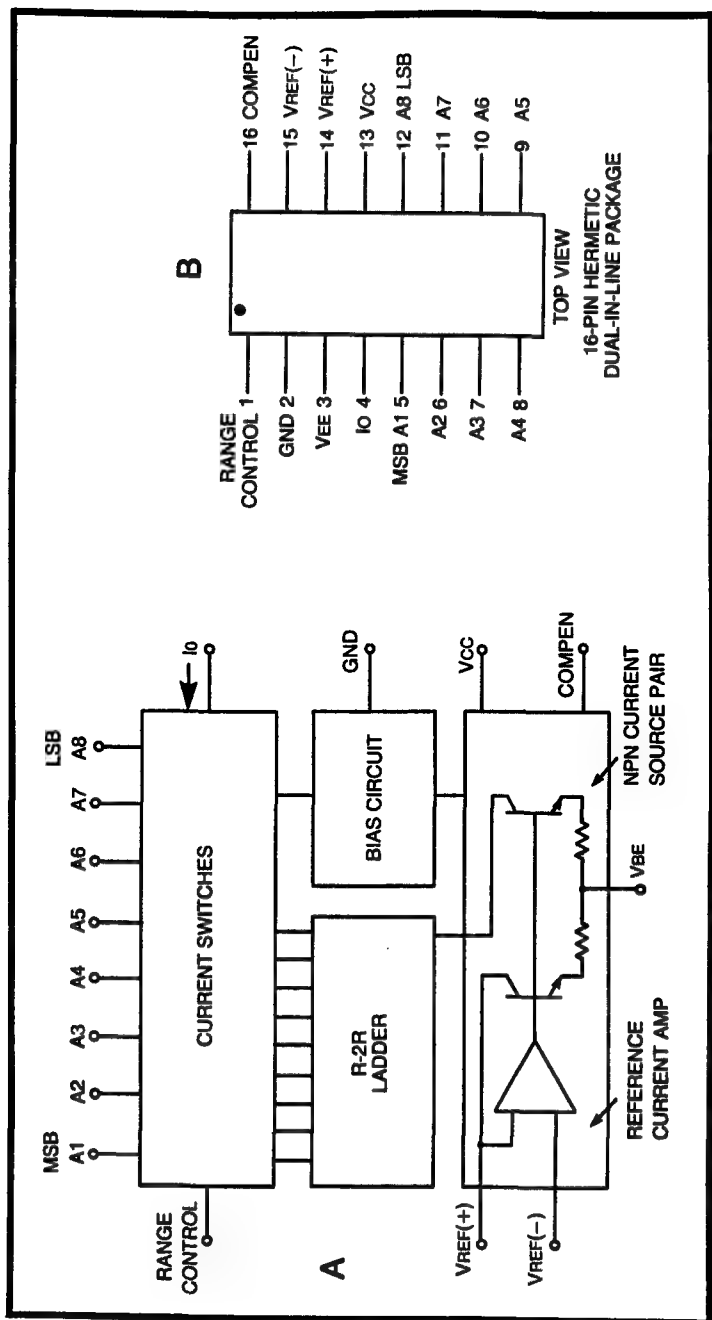 A
MSB
LSB
A1
A2
A3
A4
A5
A6
A7
A8
RANGE
CONTROL
CURRENT SWITCHES
IO
R-2R
LADDER
BIAS CIRCUIT
GND
VREF(+)
VREF(−)
VCC
COMPEN
REFERENCE
CURRENT AMP
VBE
NPN CURRENT
SOURCE PAIR
B
RANGE
CONTROL 1
GND 2
VEE 3
IO 4
MSB A1 5
A2 6
A3 7
A4 8
16 COMPEN
15 VREF(−)
14 VREF(+)
13 VCC
12 A8 LSB
11 A7
10 A6
9 A5
TOP VIEW
16-PIN HERMETIC
DUAL-IN-LINE PACKAGE